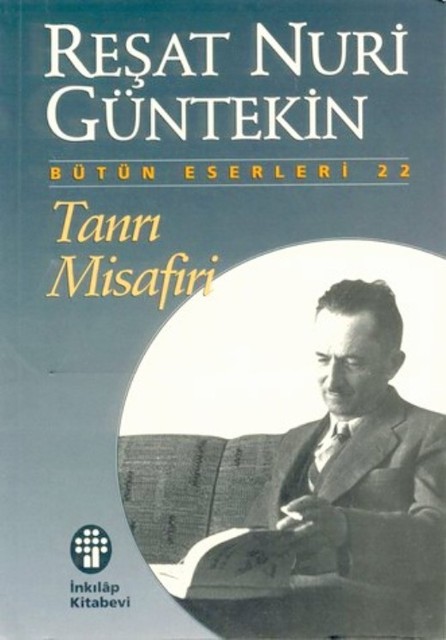 REŞAT NURİ
GÜNTEKİN
BÜTÜN ESERLERİ 22
Tanrı
Misafiri
İnkılâp
Kitabevi